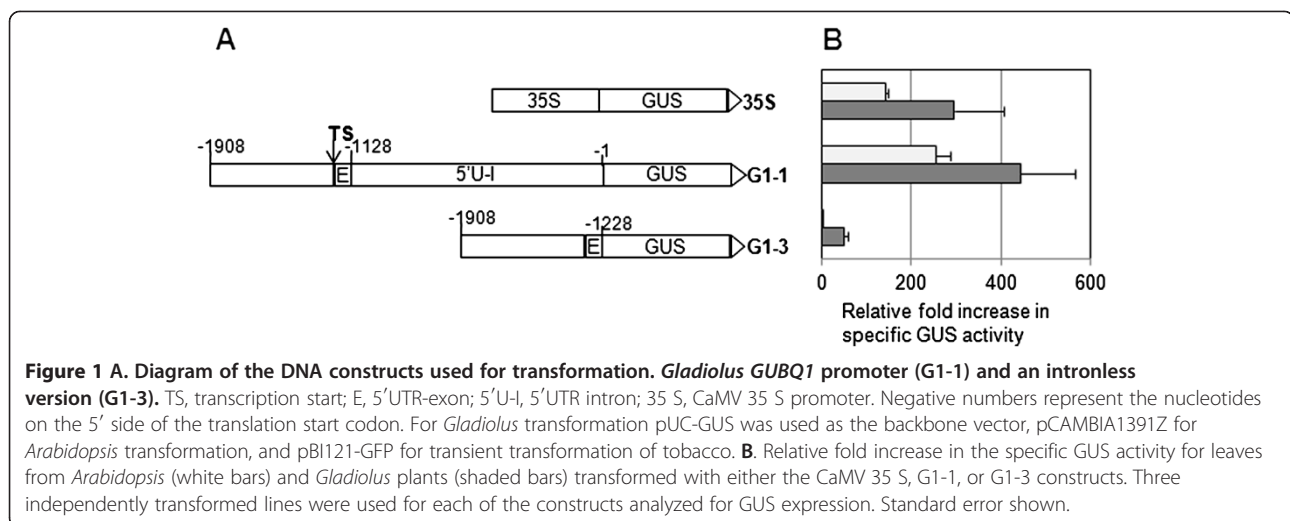 A
B
35S GUS 35S
TS
-1908 -1128 -1
E 5'U-I GUS G1-1
-1908 -1228
E GUS G1-3
0 200 400 600
Relative fold increase in
specific GUS activity
Figure 1 A. Diagram of the DNA constructs used for transformation. Gladiolus GUBQ1 promoter (G1-1) and an intronless
version (G1-3). TS, transcription start; E, 5′UTR-exon; 5′U-I, 5′UTR intron; 35 S, CaMV 35 S promoter. Negative numbers represent the nucleotides
on the 5′ side of the translation start codon. For Gladiolus transformation pUC-GUS was used as the backbone vector, pCAMBIA1391Z for
Arabidopsis transformation, and pBI121-GFP for transient transformation of tobacco. B. Relative fold increase in the specific GUS activity for leaves
from Arabidopsis (white bars) and Gladiolus plants (shaded bars) transformed with either the CaMV 35 S, G1-1, or G1-3 constructs. Three
independently transformed lines were used for each of the constructs analyzed for GUS expression. Standard error shown.